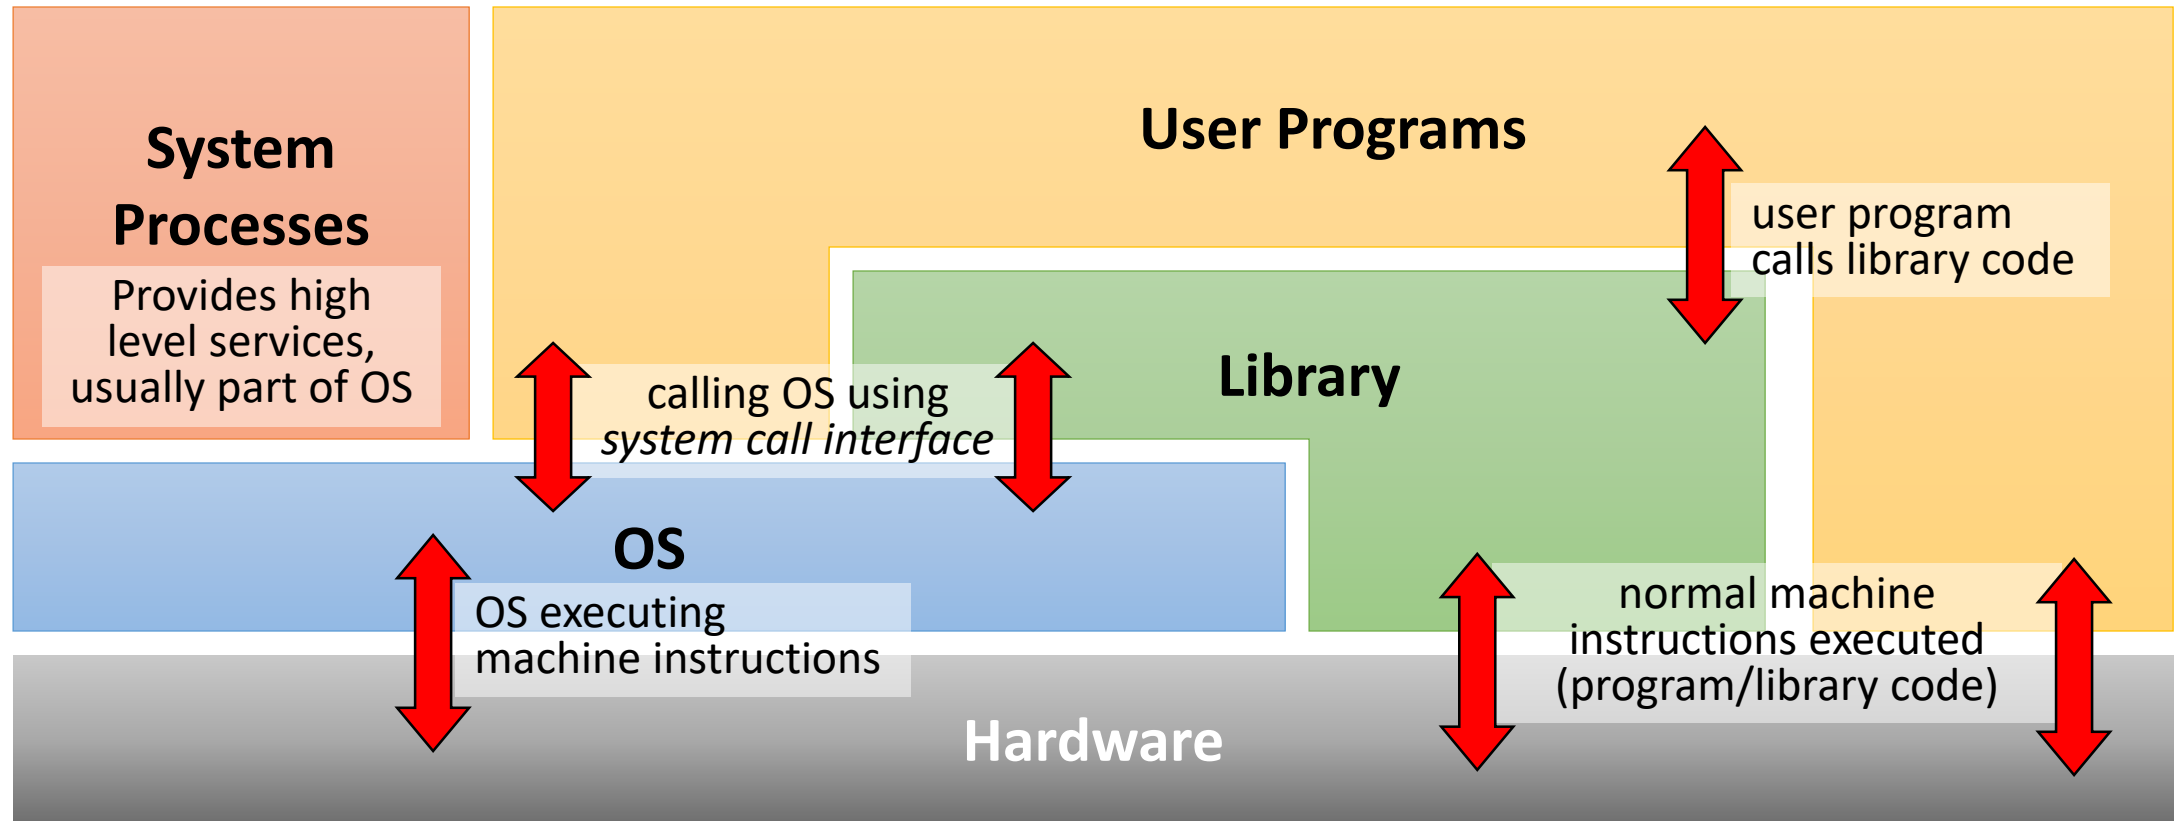 System
Processes
Provides high
level services,
usually part of OS
User Programs
user program
calls library code
Library
calling OS using
system call interface
OS
OS executing
machine instructions
normal machine
instructions executed
(program/library code)
Hardware